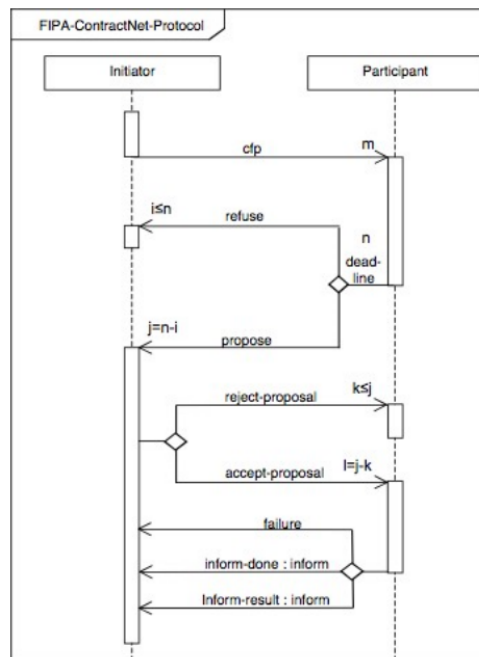 FIPA-ContractNet-Protocol
Initiator
Participant
cfp
m
i≤n
refuse
n
dead-
line
j=n-i
propose
reject-proposal
k≤j
accept-proposal
l=j-k
failure
inform-done : inform
Inform-result : inform